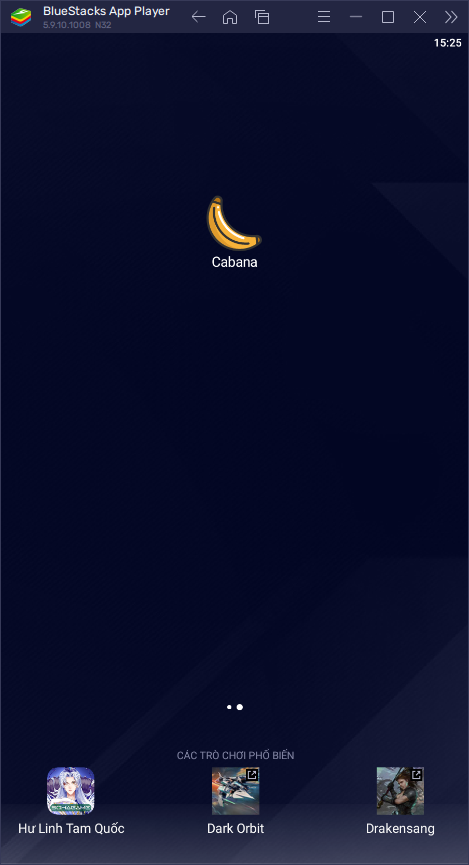 BlueStacks App Player
5.9.10.1008 N32
15:25
Cabana
CÁC TRÒ CHƠI PHỔ BIẾN
SOHAGAME
Hư Linh Tam Quốc
Dark Orbit
Drakensang